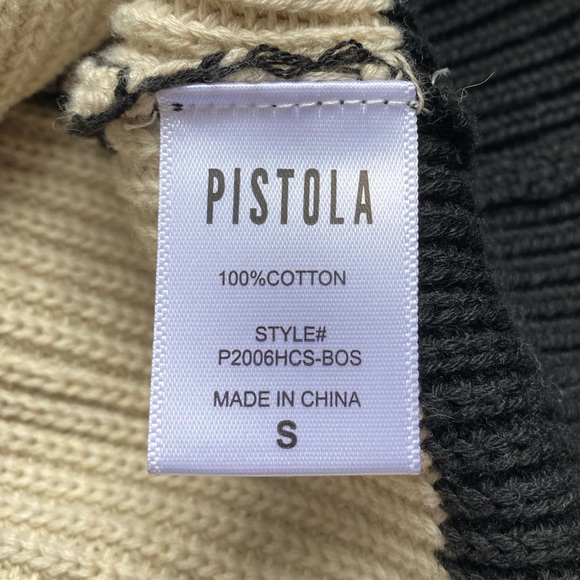 PISTOLA
100%COTTON
STYLE#
P2006HCS-BOS
MADE IN CHINA
S